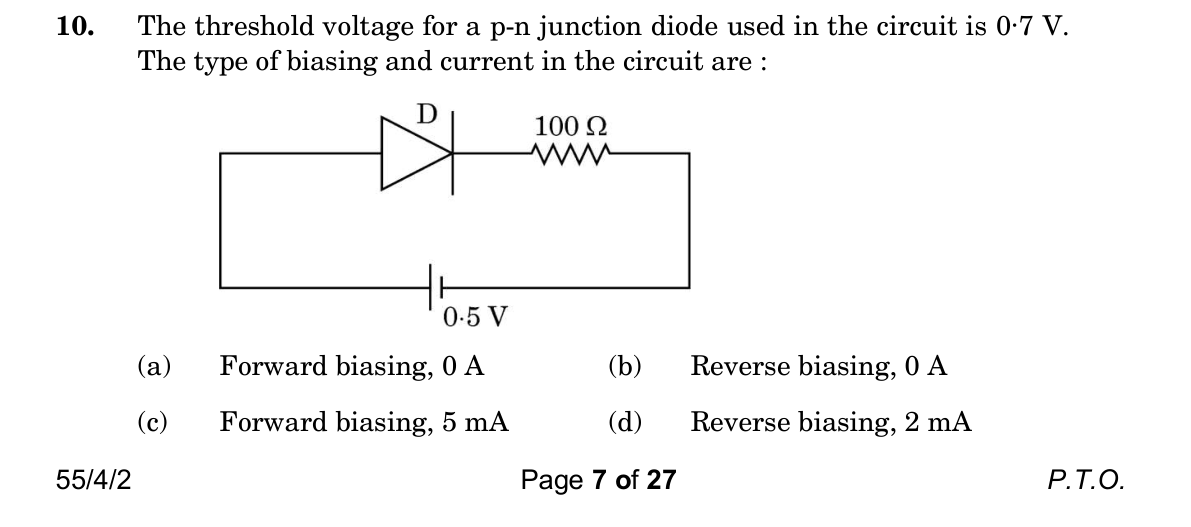 10. The threshold voltage for a p-n junction diode used in the circuit is 0·7 V.
The type of biasing and current in the circuit are :
D
100 Ω
0·5 V
(a) Forward biasing, 0 A (b) Reverse biasing, 0 A
(c) Forward biasing, 5 mA (d) Reverse biasing, 2 mA
55/4/2 Page 7 of 27 P.T.O.